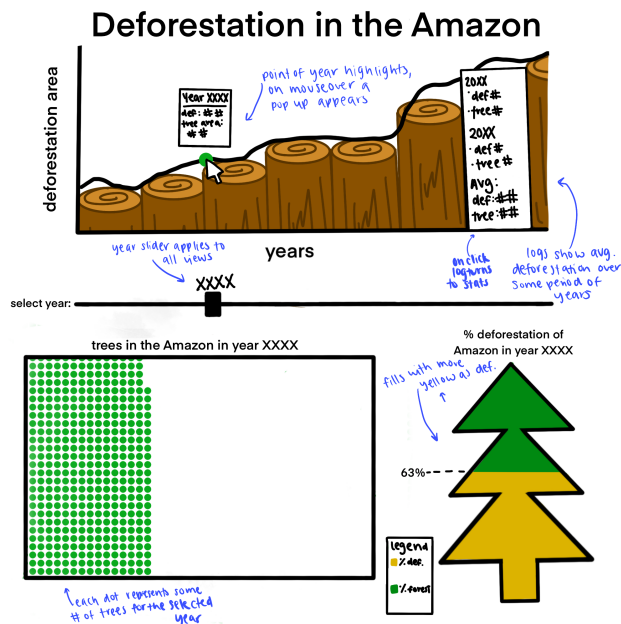 Deforestation in the Amazon
deforestation area
point of year highlights,
on mouseover a
pop up appears
Year XXXX
def: ## 
tree area:
##
20XX
• def#
• tree#
20XX
• def#
• tree #
avg:
def:##
tree:##
years
year slider applies to
all views
on click
log turns
to stats
logs show avg.
deforestation over
some period of
years
XXXX
select year:
trees in the Amazon in year XXXX
% deforestation of
Amazon in year XXXX
fills with more
yellow as def.
↑
63%
legend
% def.
% forest
each dot represents some
# of trees for the selected
year